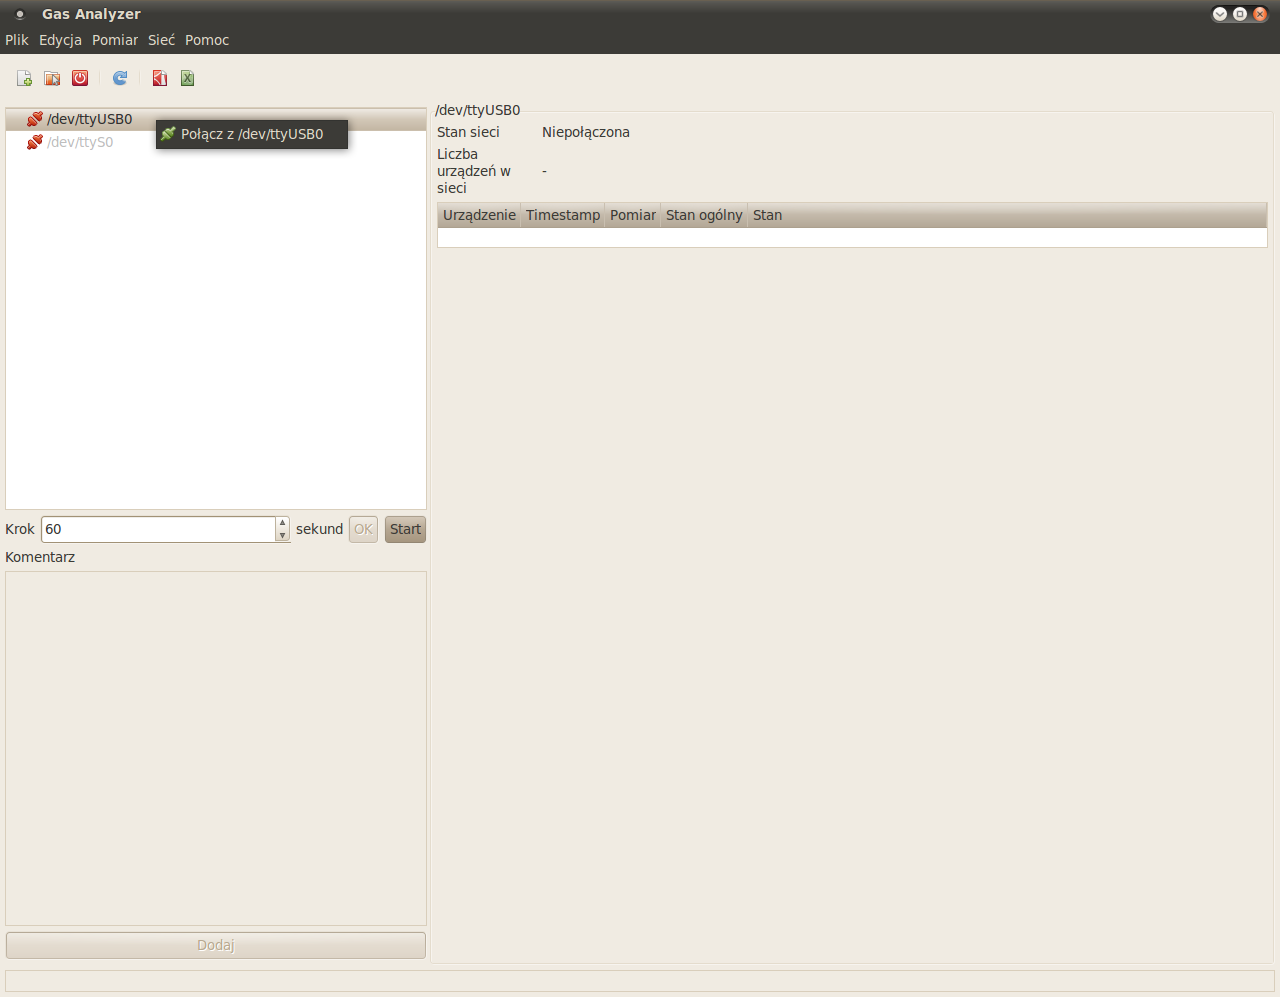 Gas Analyzer
Plik Edycja Pomiar Sieć Pomoc
/dev/ttyUSB0
/dev/ttyS0
Połącz z /dev/ttyUSB0
Krok 60 sekund OK Start
Komentarz
Dodaj
/dev/ttyUSB0
Stan sieci Niepołączona
Liczba
urządzeń w -
sieci
Urządzenie Timestamp Pomiar Stan ogólny Stan